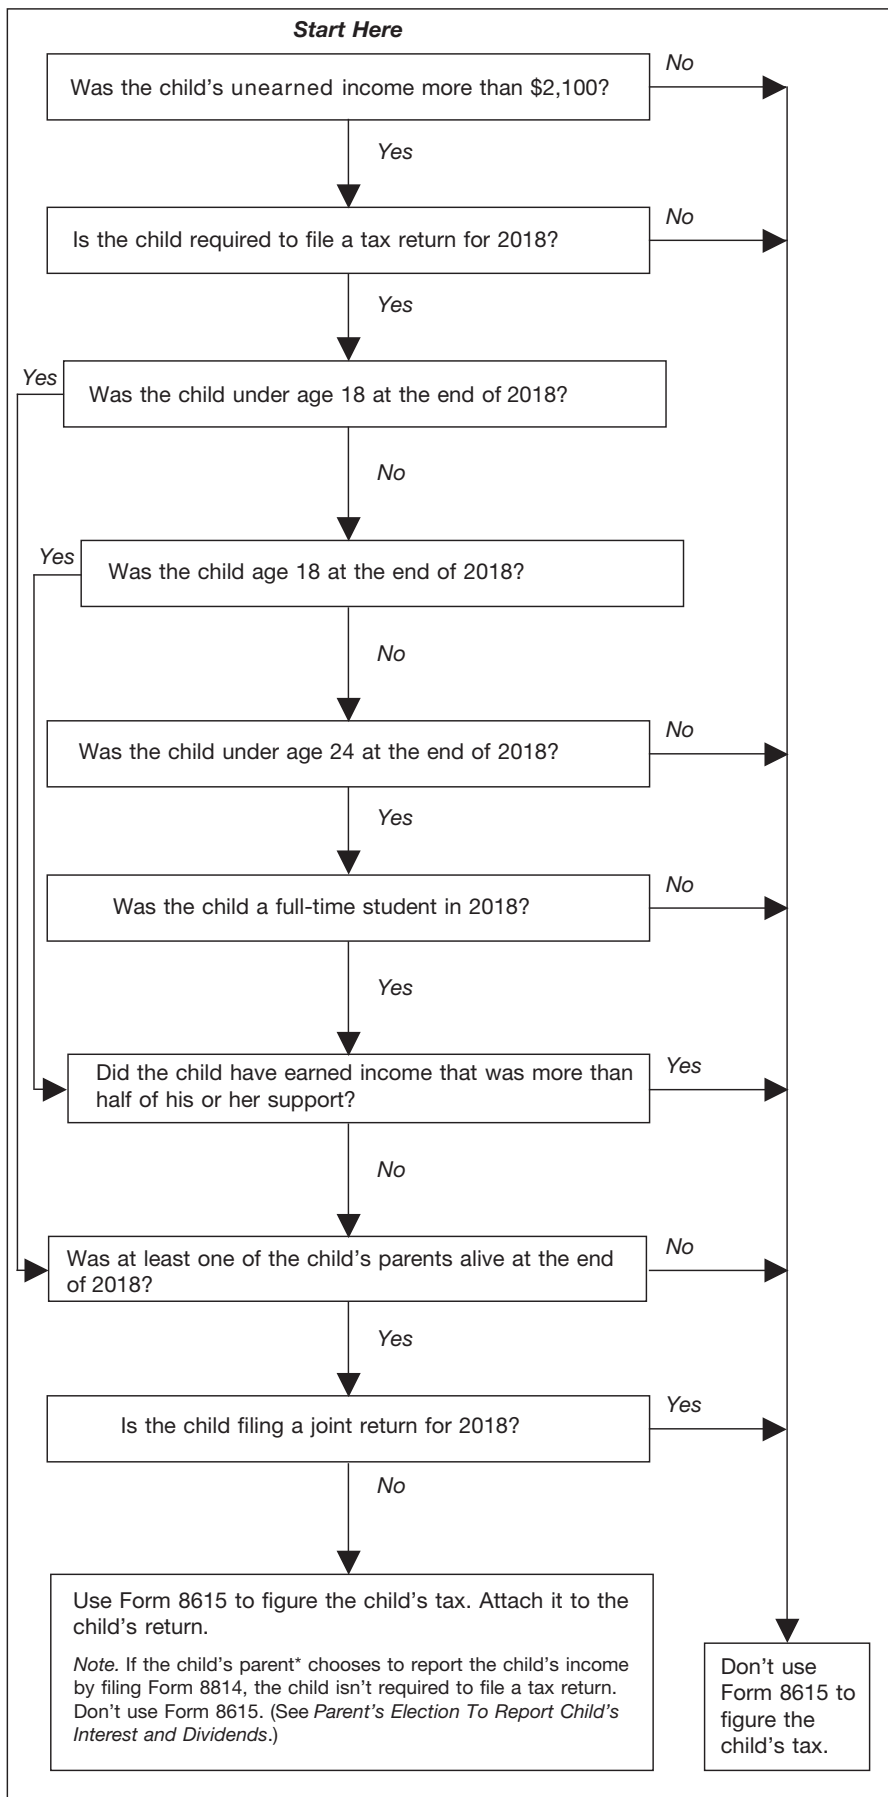 Start Here
Was the child's unearned income more than $2,100?
No
Yes
Is the child required to file a tax return for 2018?
No
Yes
Yes
Was the child under age 18 at the end of 2018?
No
Yes
Was the child age 18 at the end of 2018?
No
Was the child under age 24 at the end of 2018?
No
Yes
Was the child a full-time student in 2018?
No
Yes
Did the child have earned income that was more than
half of his or her support?
Yes
No
Was at least one of the child's parents alive at the end
of 2018?
No
Yes
Is the child filing a joint return for 2018?
Yes
No
Use Form 8615 to figure the child's tax. Attach it to the
child's return.
Note. If the child's parent* chooses to report the child's income
by filing Form 8814, the child isn't required to file a tax return.
Don't use Form 8615. (See Parent's Election To Report Child's
Interest and Dividends.)
Don't use
Form 8615 to
figure the
child's tax.